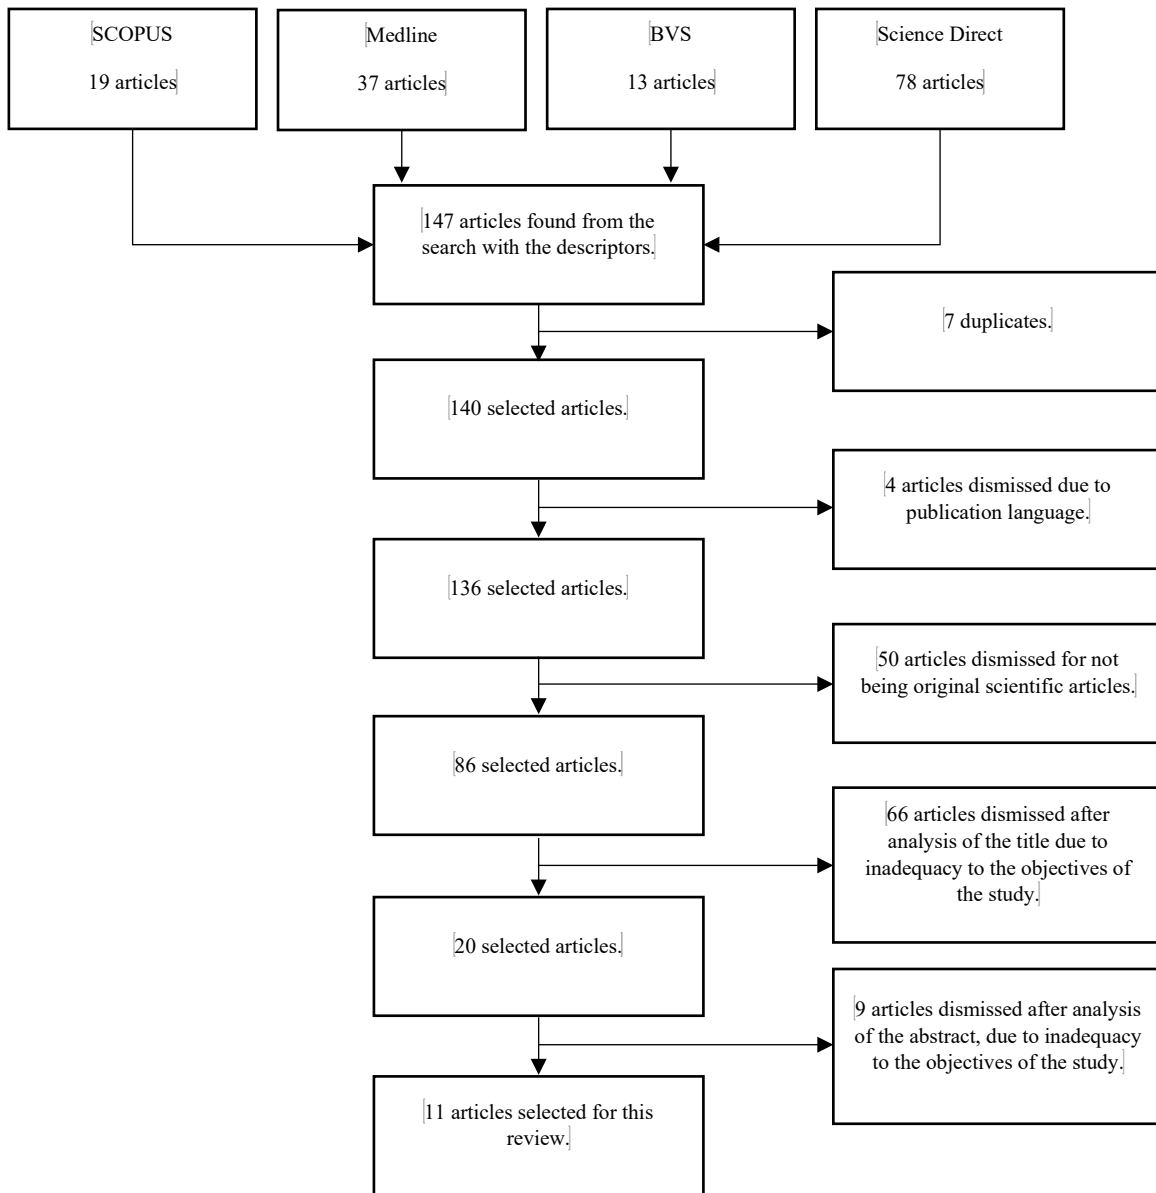 SCOPUS
19 articles
Medline
37 articles
BVS
13 articles
Science Direct
78 articles
147 articles found from the
search with the descriptors.
7 duplicates.
140 selected articles.
4 articles dismissed due to
publication language.
136 selected articles.
50 articles dismissed for not
being original scientific articles.
86 selected articles.
66 articles dismissed after
analysis of the title due to
inadequacy to the objectives of
the study.
20 selected articles.
9 articles dismissed after analysis
of the abstract, due to inadequacy
to the objectives of the study.
11 articles selected for this
review.